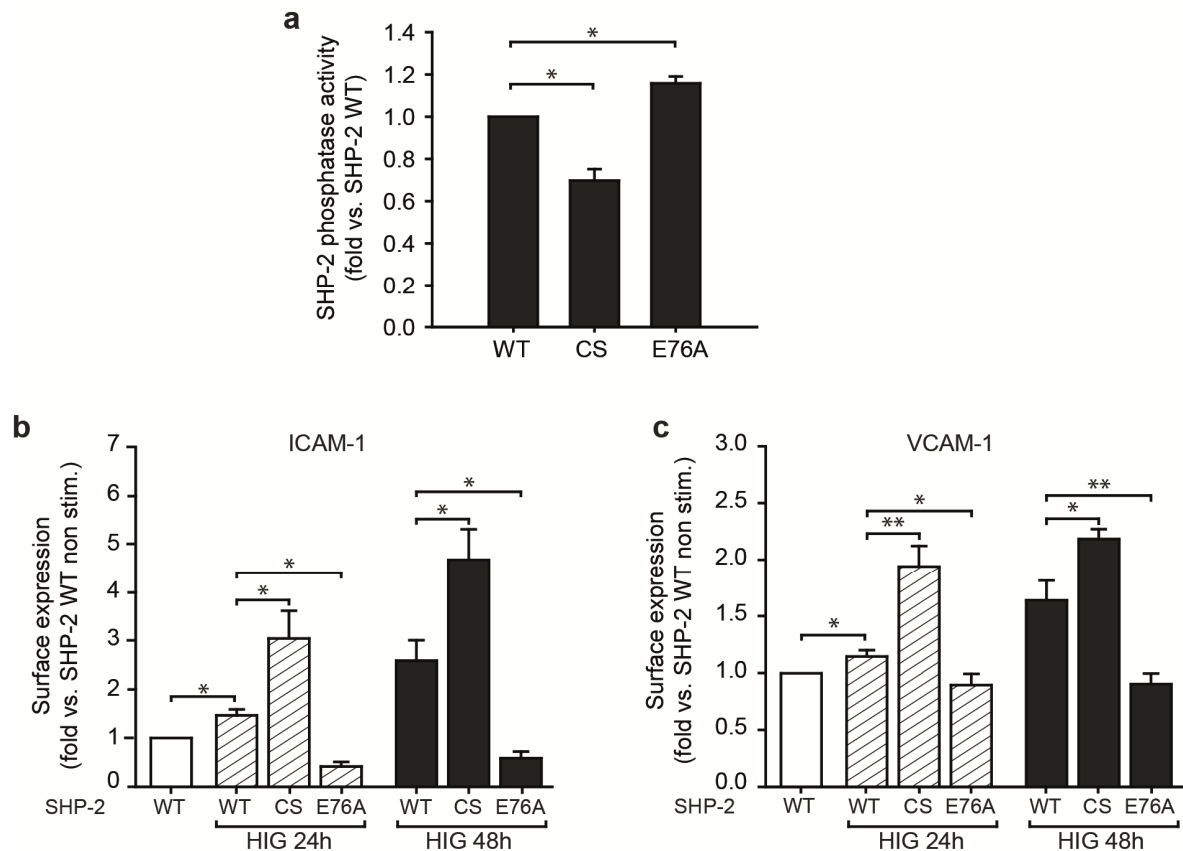 a
SHP-2 phosphatase activity
(fold vs. SHP-2 WT)
1.4
1.2
1.0
0.8
0.6
0.4
0.2
0.0
*
*
WT CS E76A
b
ICAM-1
Surface expression
(fold vs. SHP-2 WT non stim.)
7
6
5
4
3
2
1
0
*
*
*
*
*
SHP-2 WT WT CS E76A WT CS E76A
HIG 24h HIG 48h
c
VCAM-1
Surface expression
(fold vs. SHP-2 WT non stim.)
3.0
2.5
2.0
1.5
1.0
0.5
0.0
*
**
*
*
**
SHP-2 WT WT CS E76A WT CS E76A
HIG 24h HIG 48h